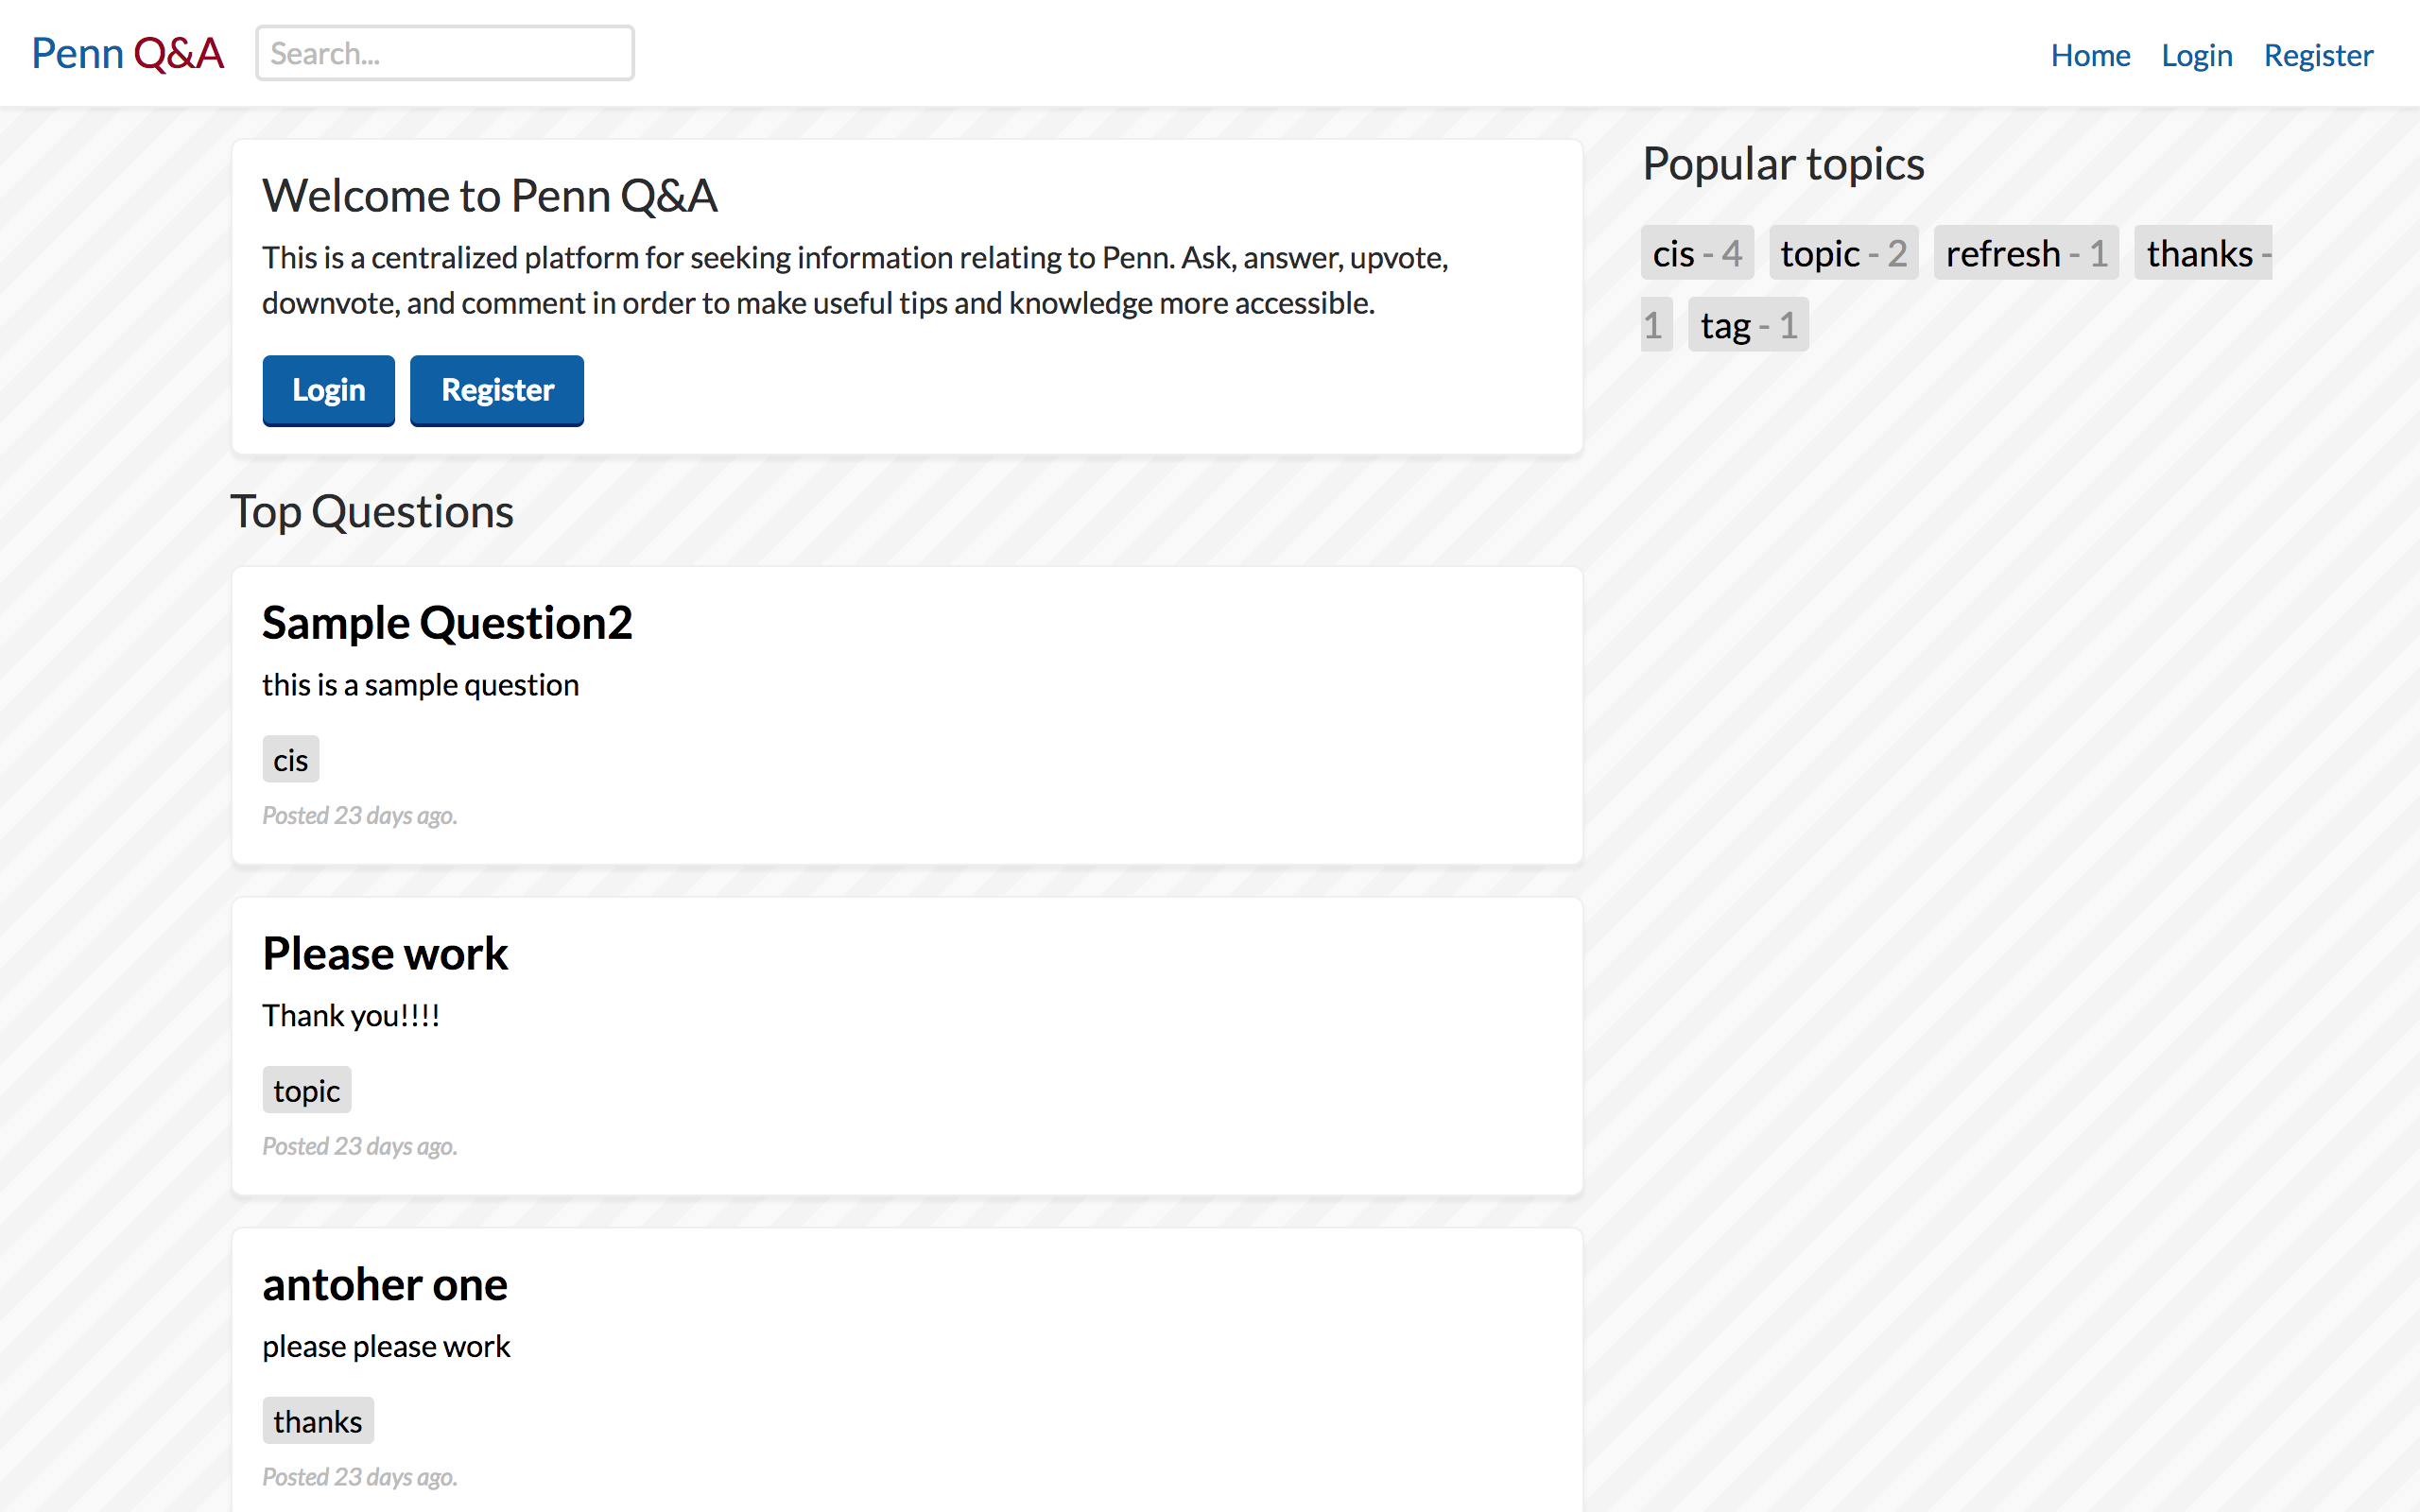 Penn Q&A
Search...
Home Login Register
Welcome to Penn Q&A
This is a centralized platform for seeking information relating to Penn. Ask, answer, upvote,
downvote, and comment in order to make useful tips and knowledge more accessible.
Login Register
Popular topics
cis - 4 topic - 2 refresh - 1 thanks -
1 tag - 1
Top Questions
Sample Question2
this is a sample question
cis
Posted 23 days ago.
Please work
Thank you!!!!
topic
Posted 23 days ago.
antoher one
please please work
thanks
Posted 23 days ago.